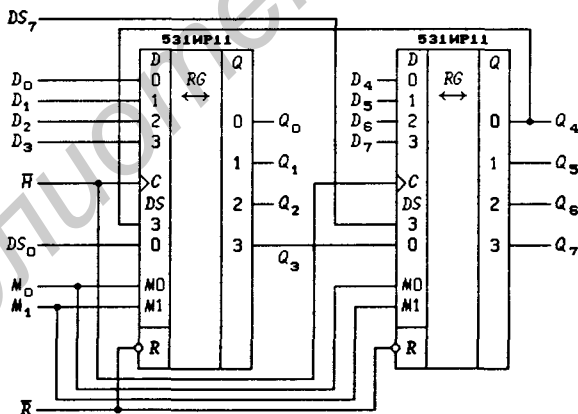 DS₇
531ИР11
531ИР11
D
Q
RG
↔
D
Q
RG
↔
D₀
0
D₁
1
D₂
2
D₃
3
0
Q₀
1
Q₁
2
Q₂
3
Q₃
D₄
0
D₅
1
D₆
2
D₇
3
0
Q₄
1
Q₅
2
Q₆
3
Q₇
H̅
C
DS
3
DS₀
0
C
DS
3
0
M₀
M0
M₁
M1
M0
M1
R
R
R̅
лиоте